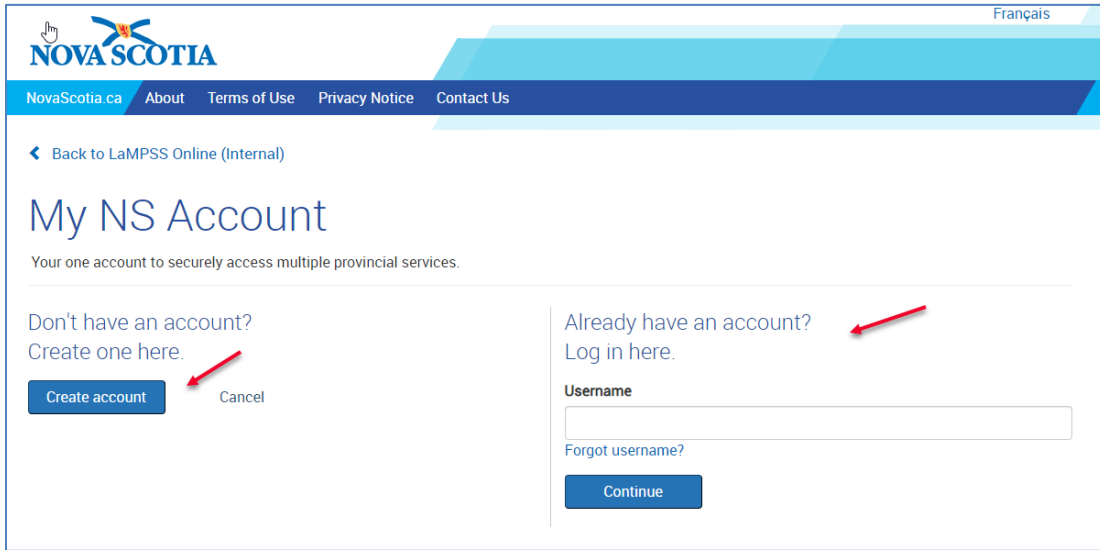 Français
NOVA SCOTIA
NovaScotia.ca About Terms of Use Privacy Notice Contact Us
Back to LaMPSS Online (Internal)
My NS Account
Your one account to securely access multiple provincial services.
Don't have an account?
Create one here.
Create account Cancel
Already have an account?
Log in here.
Username
Forgot username?
Continue